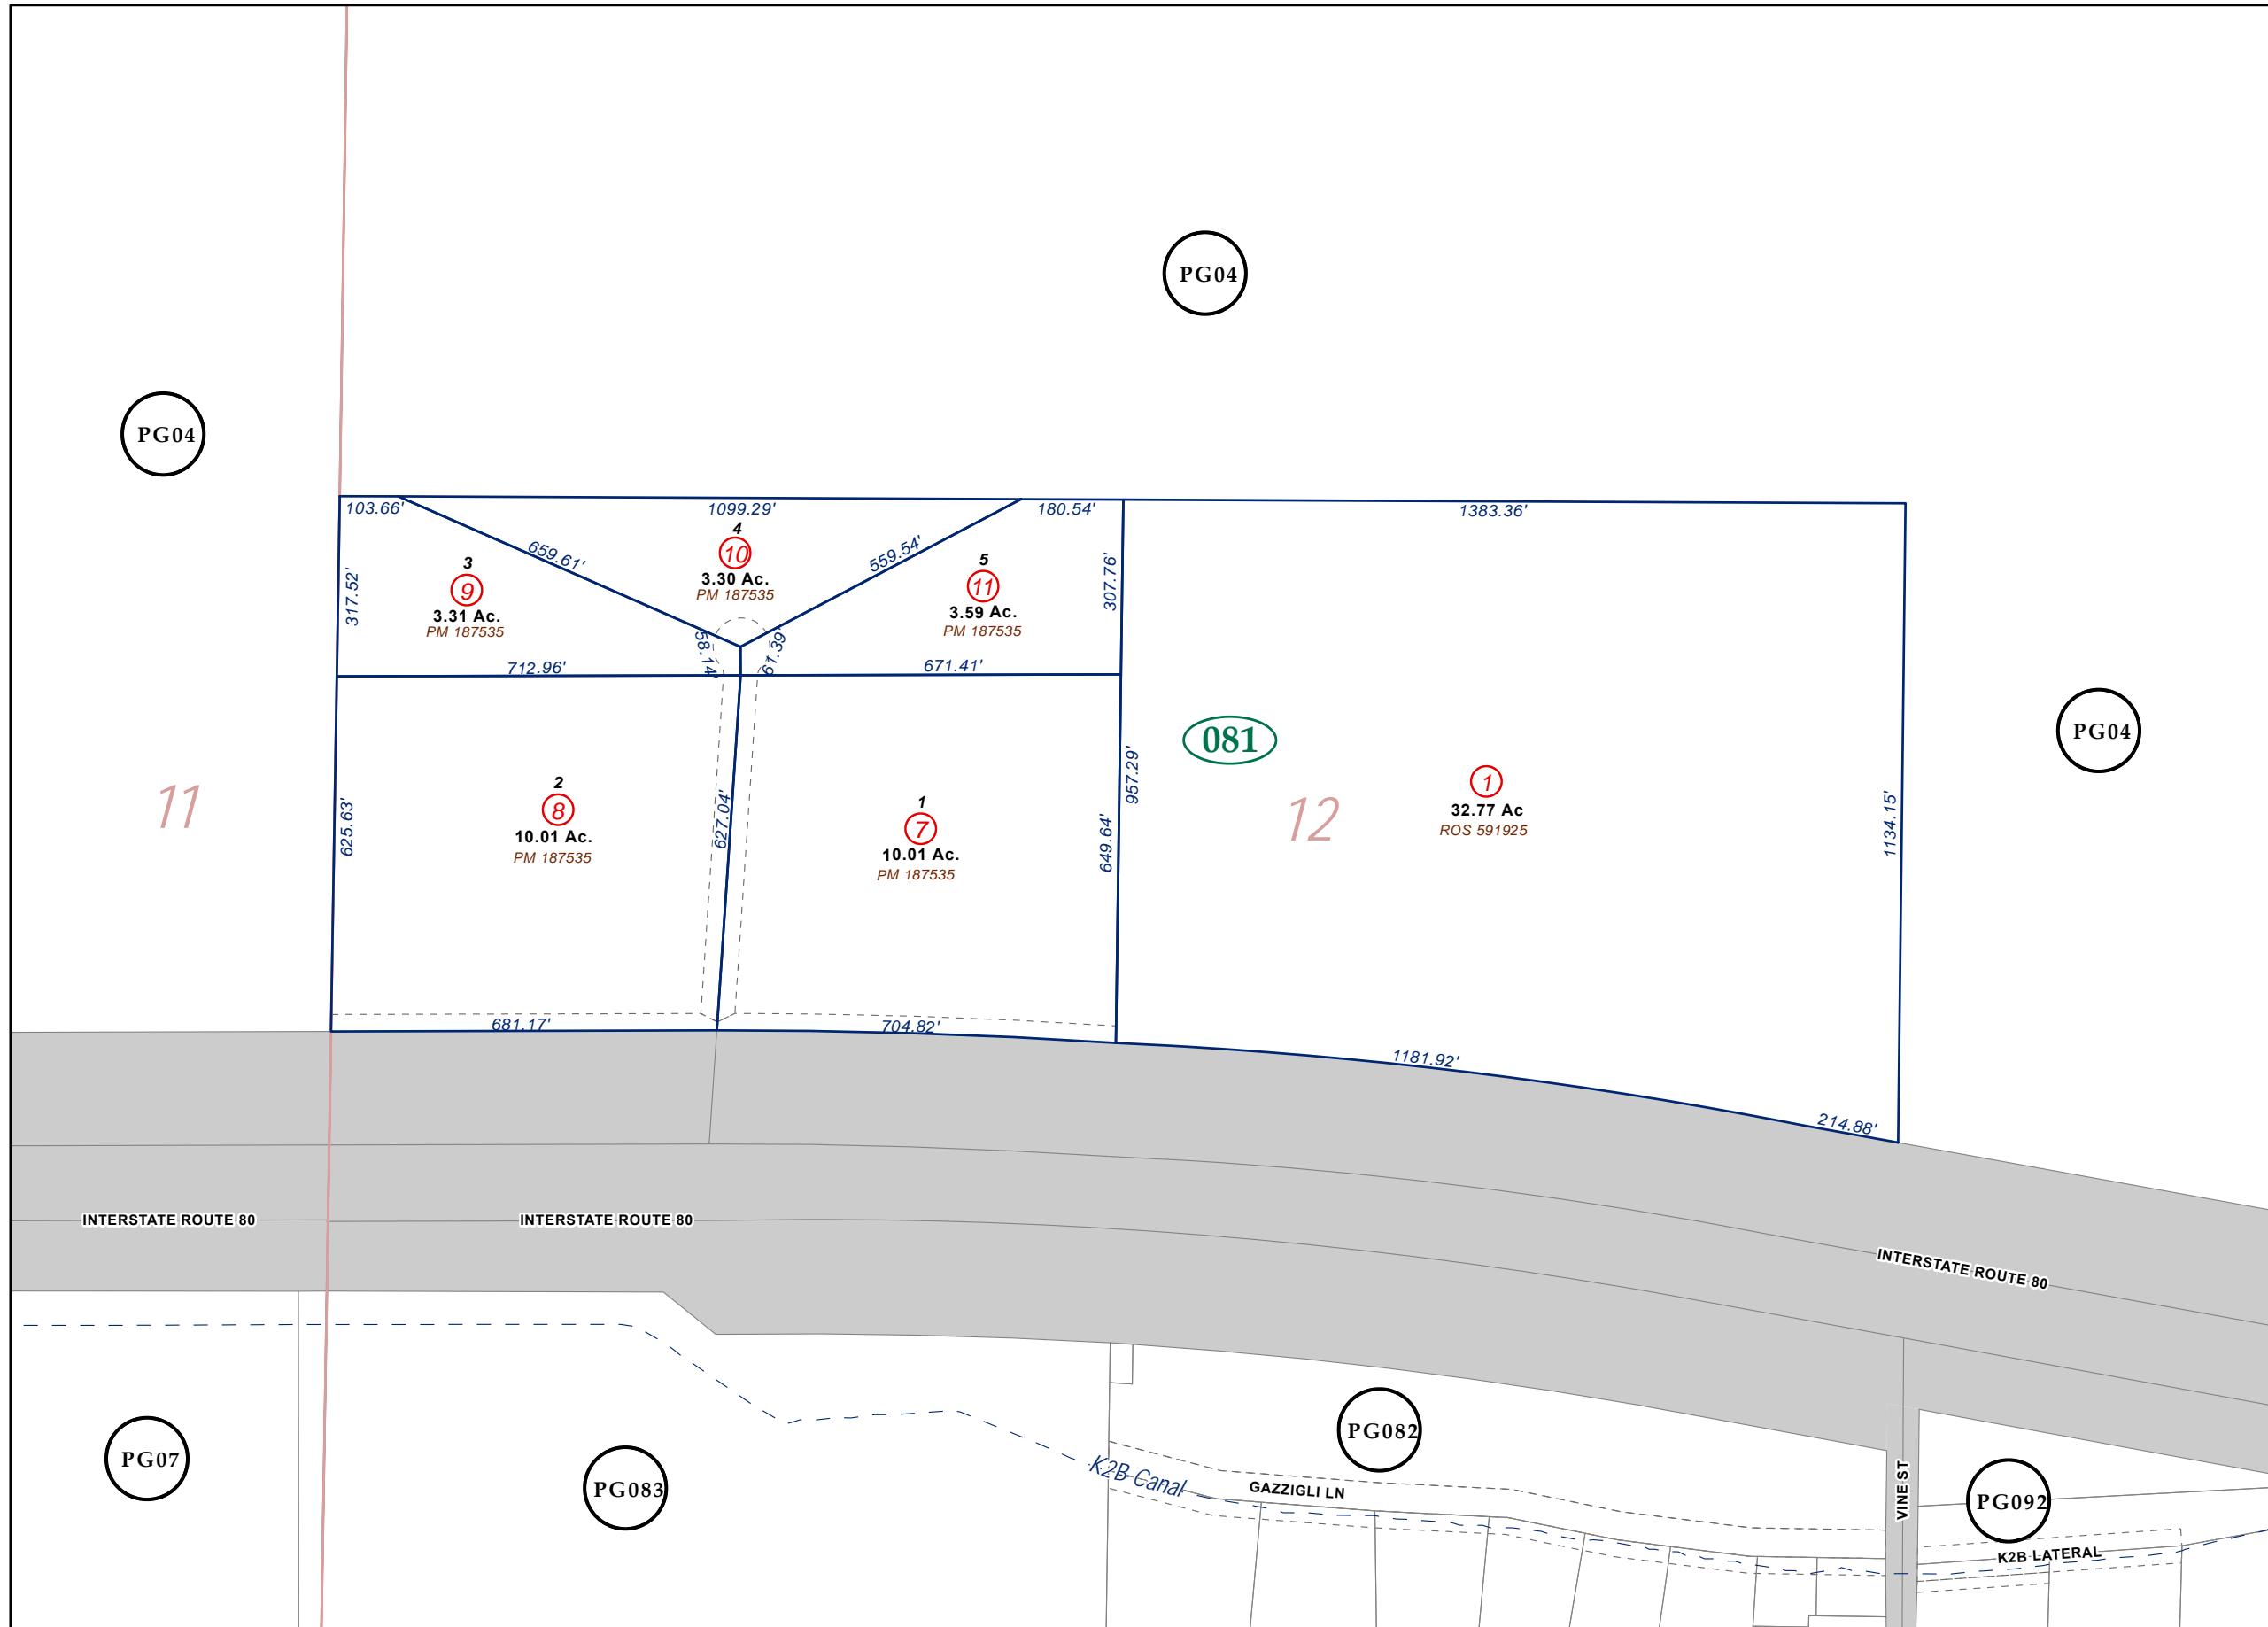 PG04
PG04
103.66'
1099.29'
180.54'
1383.36'
4
10
3.30 Ac.
PM 187535
659.61'
559.54'
3
9
3.31 Ac.
PM 187535
5
11
3.59 Ac.
PM 187535
317.52'
307.76'
58.14'
61.39'
712.96'
671.41'
PG04
081
11
2
8
10.01 Ac.
PM 187535
625.63'
627.04'
1
7
10.01 Ac.
PM 187535
649.64'
957.29'
12
1
32.77 Ac
ROS 591925
1134.15'
681.17'
704.82'
1181.92'
214.88'
INTERSTATE ROUTE 80
INTERSTATE ROUTE 80
INTERSTATE ROUTE 80
PG07
PG083
PG082
K2B Canal
GAZZIGLI LN
VINE ST
PG092
K2B LATERAL